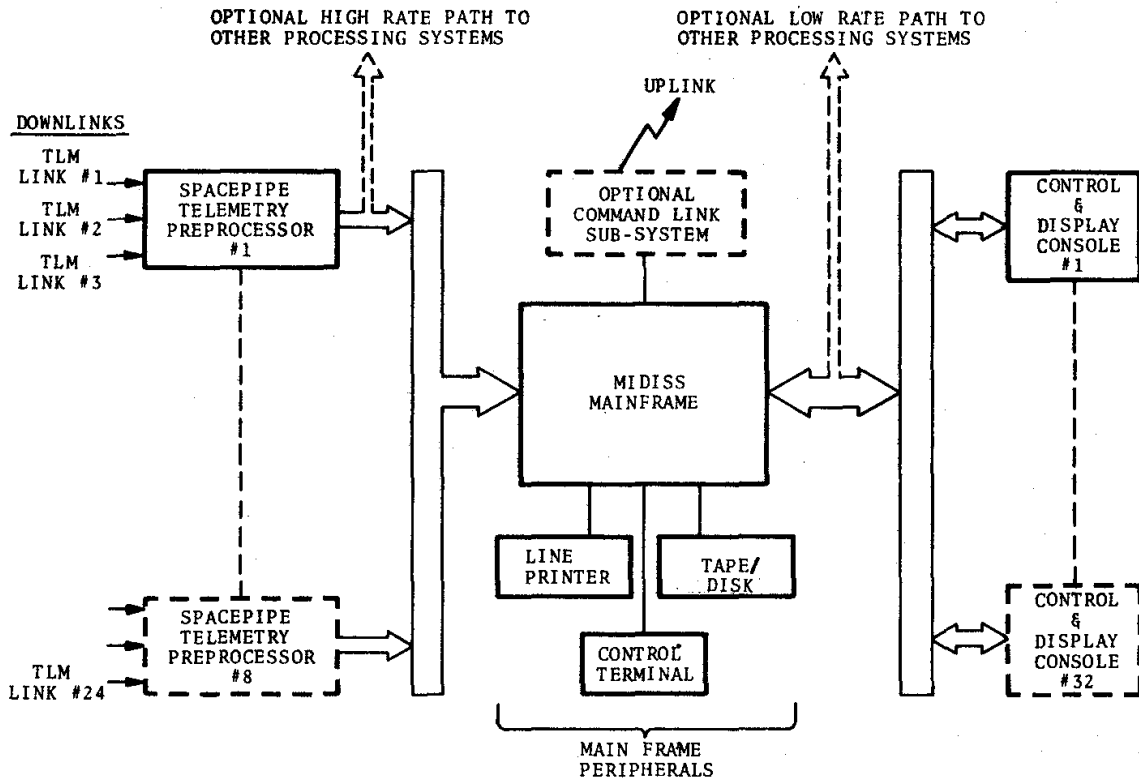 OPTIONAL HIGH RATE PATH TO
OTHER PROCESSING SYSTEMS
OPTIONAL LOW RATE PATH TO
OTHER PROCESSING SYSTEMS
UPLINK
DOWNLINKS
TLM
LINK #1
TLM
LINK #2
TLM
LINK #3
SPACEPIPE
TELEMETRY
PREPROCESSOR
#1
OPTIONAL
COMMAND LINK
SUB-SYSTEM
CONTROL
&
DISPLAY
CONSOLE
#1
MIDISS
MAINFRAME
LINE
PRINTER
TAPE/
DISK
CONTROL
TERMINAL
SPACEPIPE
TELEMETRY
PREPROCESSOR
#8
TLM
LINK #24
CONTROL
&
DISPLAY
CONSOLE
#32
MAIN FRAME
PERIPHERALS